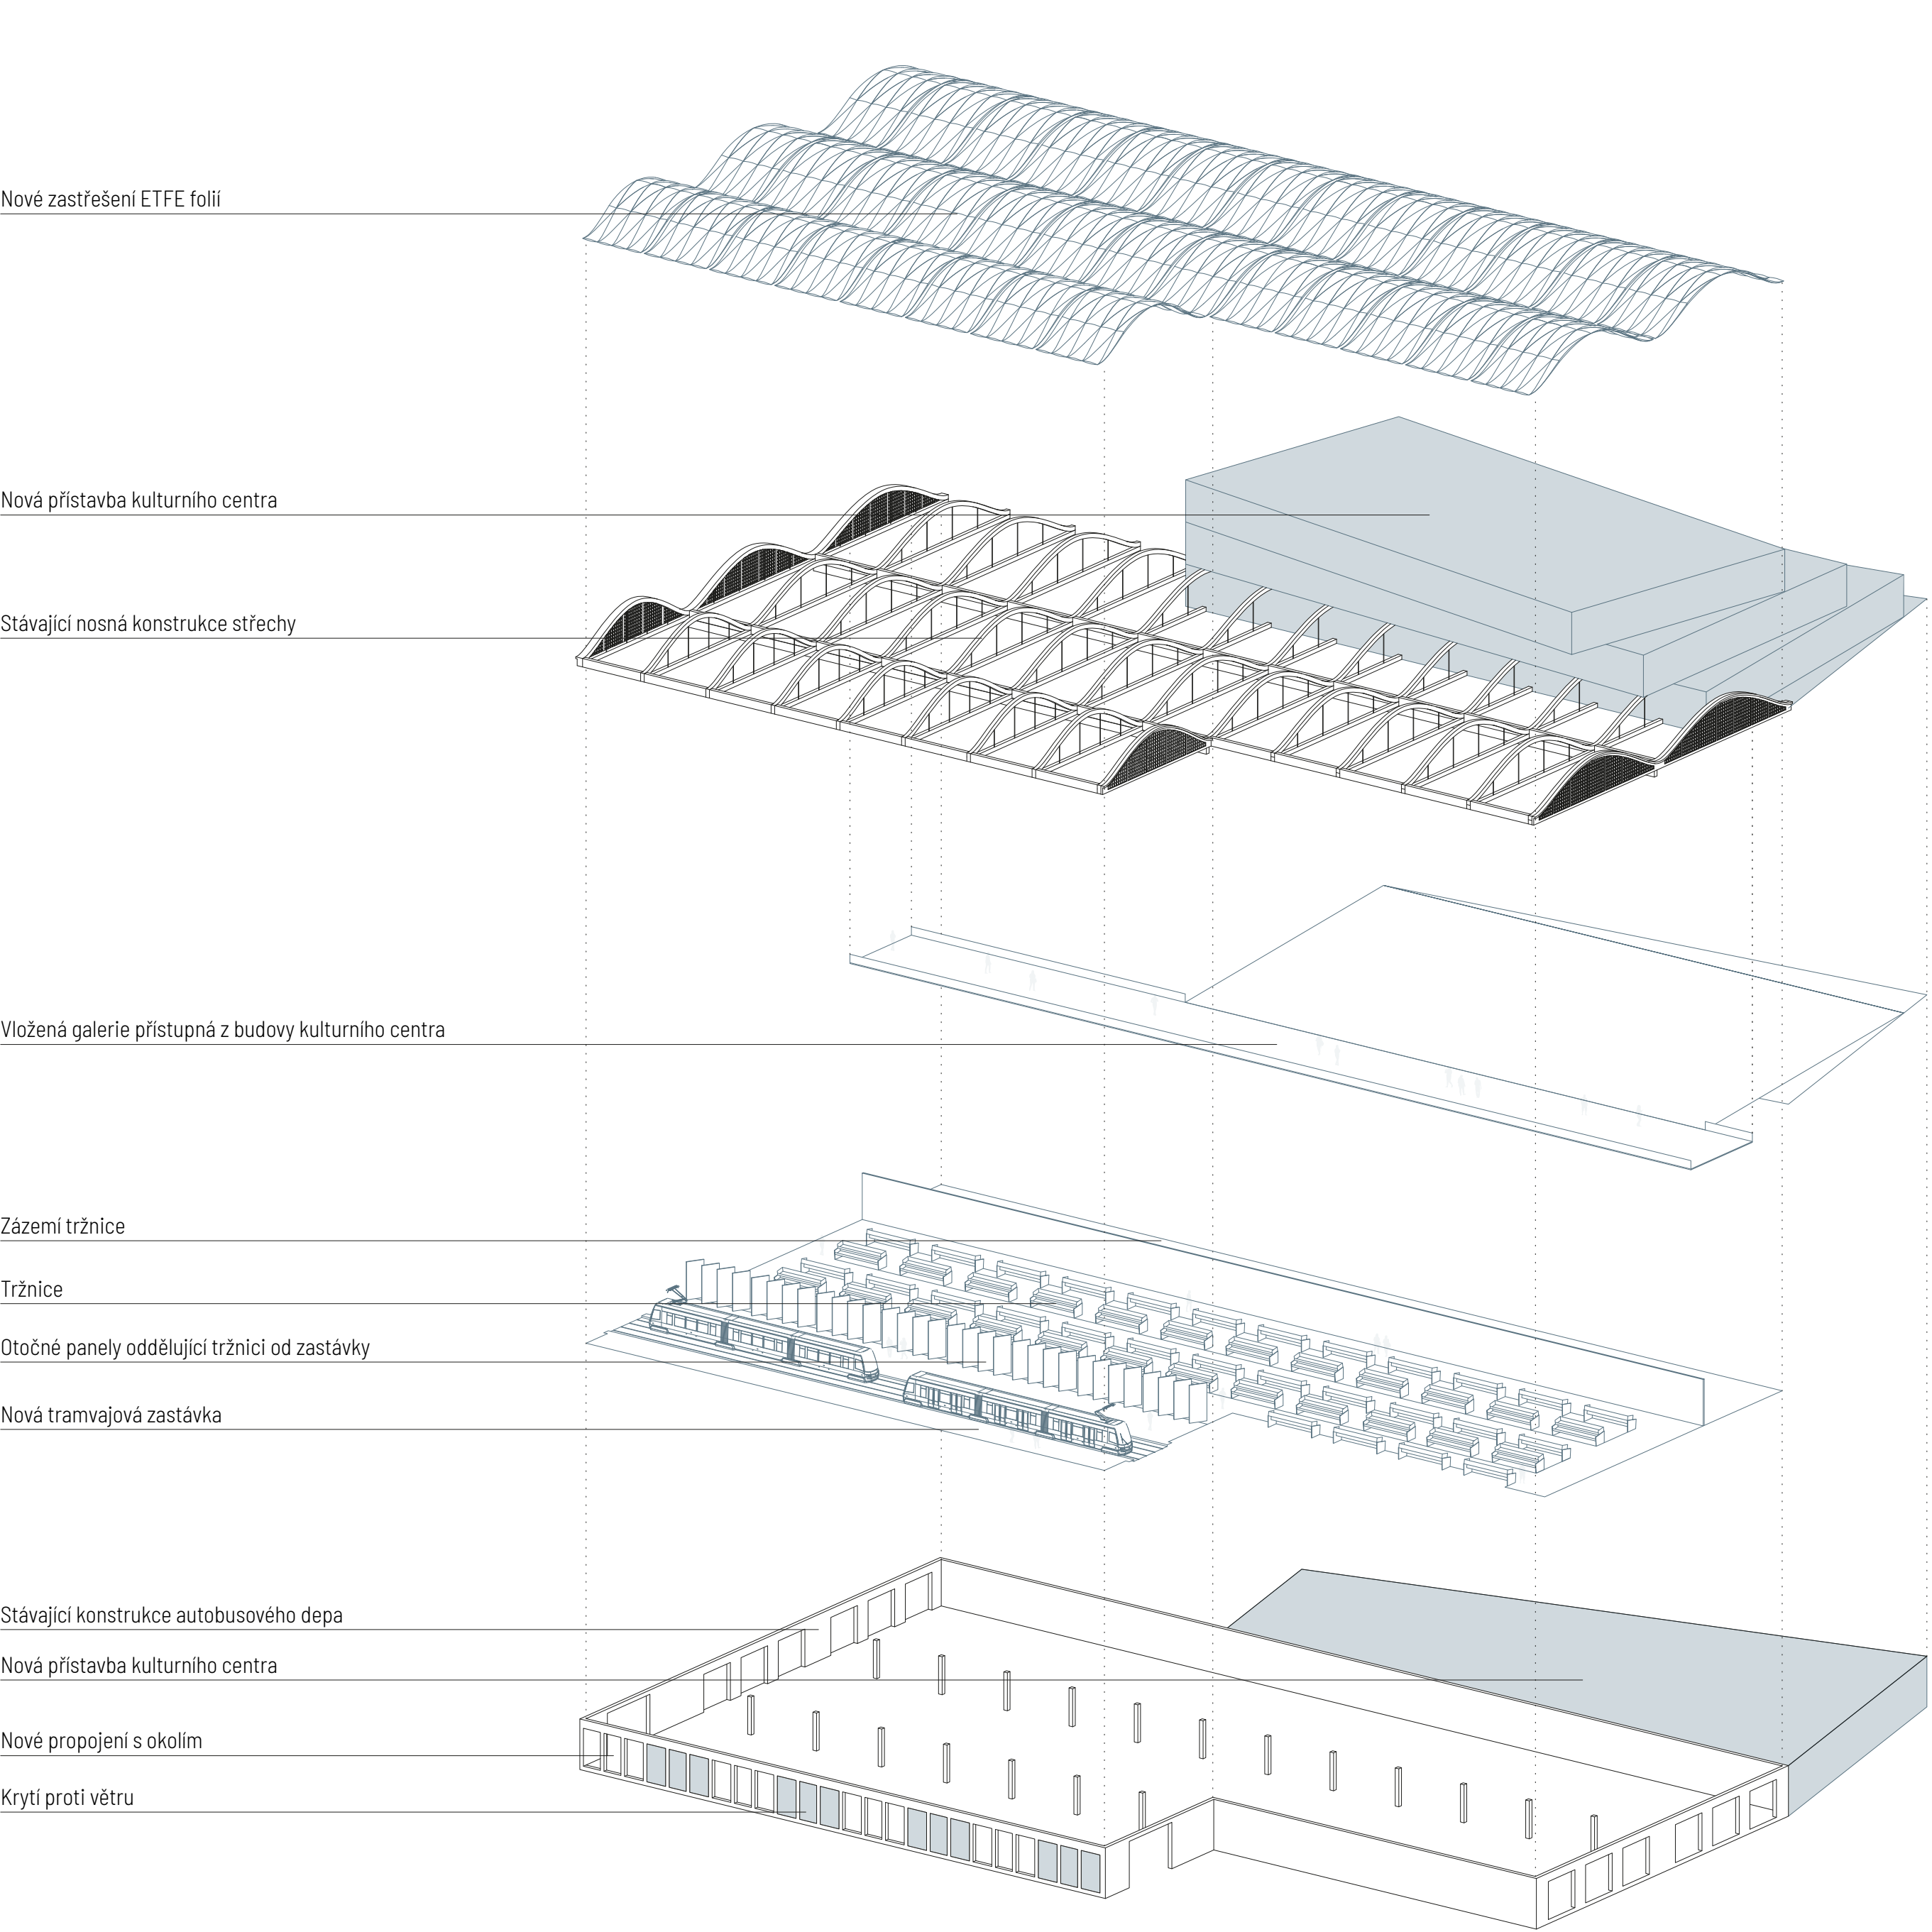 Nové zastřešení ETFE folií
Nová přístavba kulturního centra
Stávající nosná konstrukce střechy
Vložená galerie přístupná z budovy kulturního centra
Zázemí tržnice
Tržnice
Otočné panely oddělující tržnici od zastávky
Nová tramvajová zastávka
Stávající konstrukce autobusového depa
Nová přístavba kulturního centra
Nové propojení s okolím
Krytí proti větru